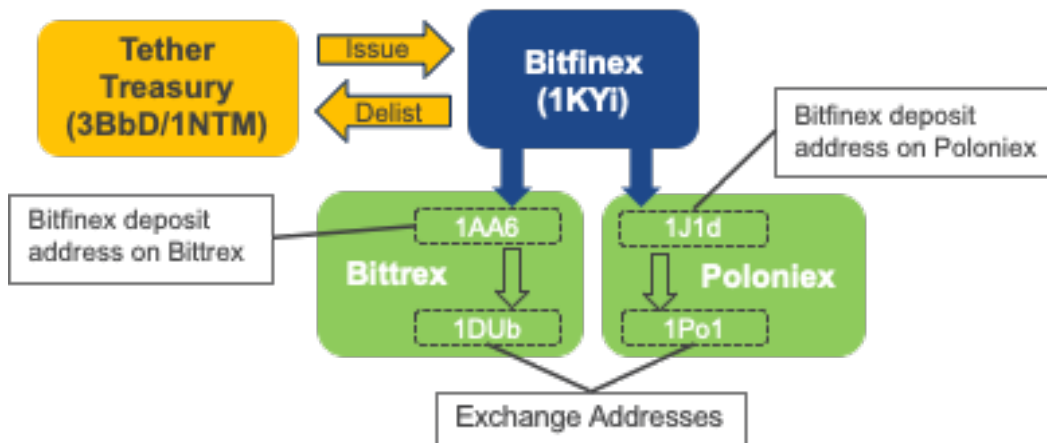 Tether
Treasury
(3BbD/1NTM)
Issue
Delist
Bitfinex
(1KYi)
Bitfinex deposit
address on Poloniex
Bitfinex deposit
address on Bittrex
1AA6
Bittrex
1DUb
1J1d
Poloniex
1Po1
Exchange Addresses